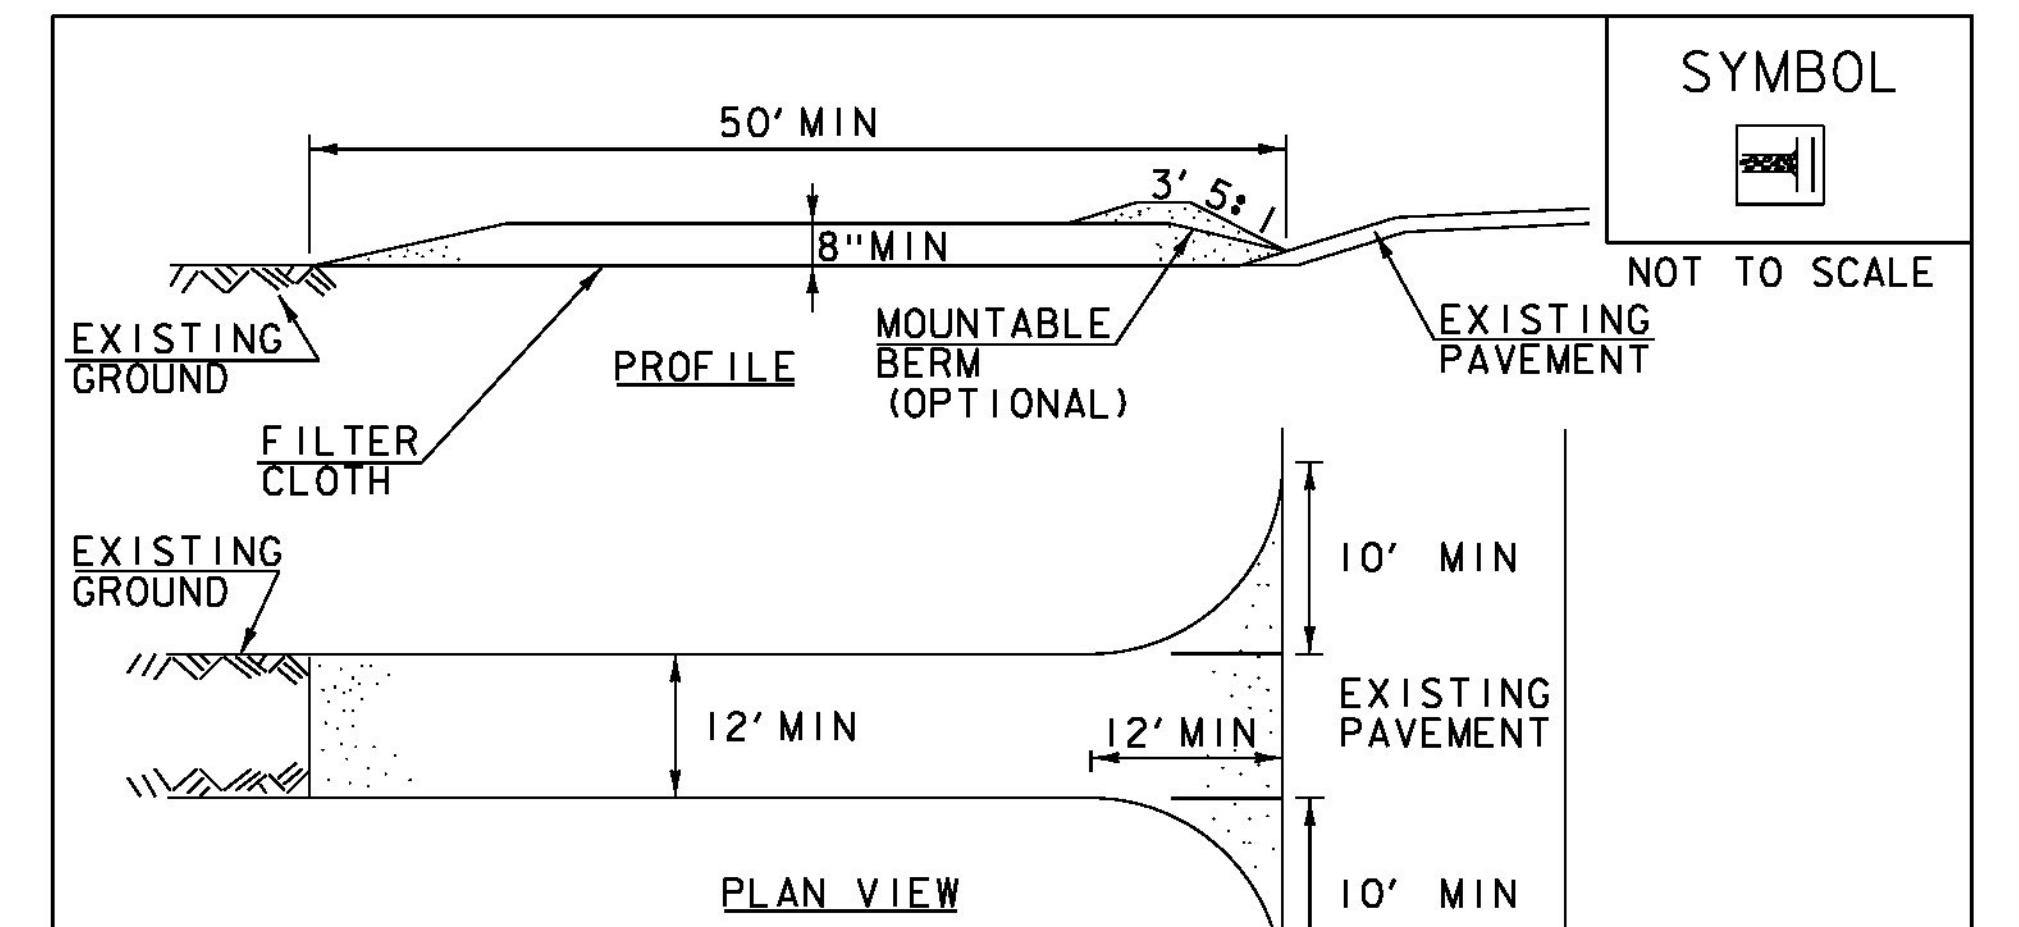 SYMBOL
50' MIN
3' 5:1
8" MIN
NOT TO SCALE
EXISTING
GROUND
PROFILE
MOUNTABLE
BERM
(OPTIONAL)
EXISTING
PAVEMENT
FILTER
CLOTH
EXISTING
GROUND
10' MIN
12' MIN
12' MIN
EXISTING
PAVEMENT
PLAN VIEW
10' MIN